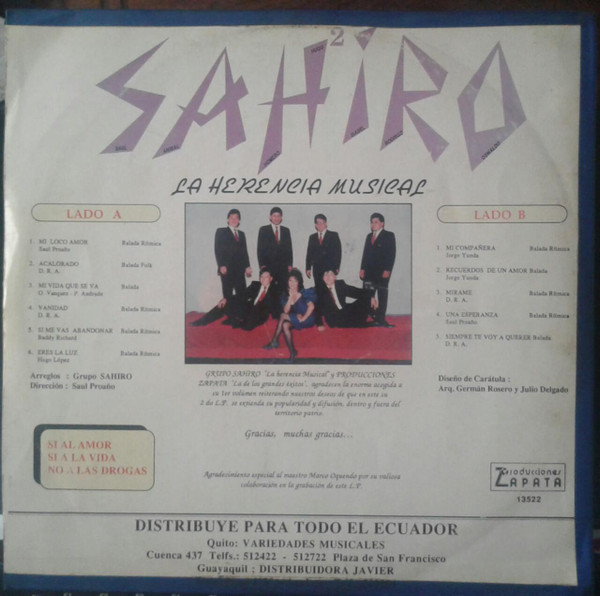 2
SAHIRO
LA HERENCIA MUSICAL
LADO A
1. MI LOCO AMOR Balada Rítmica
Saul Proaño
2. ACALORADO Balada Folk
D. R. A.
3. MI VIDA QUE SE VA Balada
O. Vasquez - F. Andrade
4. VANIDAD Balada Rítmica
D. R. A.
5. SI ME VAS ABANDONAR Balada Rítmica
Buddy Richard
6. ERES LA LUZ Balada Rítmica
Hugo López
Arreglos : Grupo SAHIRO
Dirección : Saul Proaño
LADO B
1. MI COMPAÑERA Balada Rítmica
Jorge Tixeda
2. RECUERDOS DE UN AMOR Balada
Jorge Tixeda
3. MIRAME Balada
D. R. A.
4. UNA ESPERANZA Balada Rítmica
Saul Proaño
5. SIEMPRE TE VOY A QUERER Balada
D. R. A.
Diseño de Carátula :
Arq. Germán Rosero y Julio Delgado
GRUPO SAHIRO "La herencia Musical" y PRODUCCIONES
ZAPATA "La de los grandes éxitos", agradecen la enorme acogida a
su 1er volúmen reiterando nuestros deseos de que en esté su
2 do L.P. se extienda su popularidad y difusión, dentro y fuera del
territorio patrio.
Gracias, muchas gracias...
Agradecimiento especial al maestro Marco Oquendo por su valiosa
colaboración en la grabación de este L.P.
SI AL AMOR
SI A LA VIDA
NO A LAS DROGAS
Producciones
ZAPATA
13522
DISTRIBUYE PARA TODO EL ECUADOR
Quito: VARIEDADES MUSICALES
Cuenca 437 Telfs.: 512422 - 512722 Plaza de San Francisco
Guayaquil : DISTRIBUIDORA JAVIER